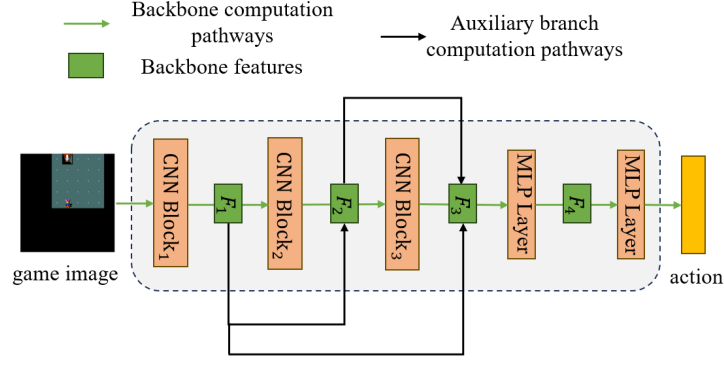 Backbone computation
pathways
Backbone features
Auxiliary branch
computation pathways
game image
CNN Block₁
F₁
CNN Block₂
F₂
CNN Block₃
F₃
MLP Layer
F₄
MLP Layer
action